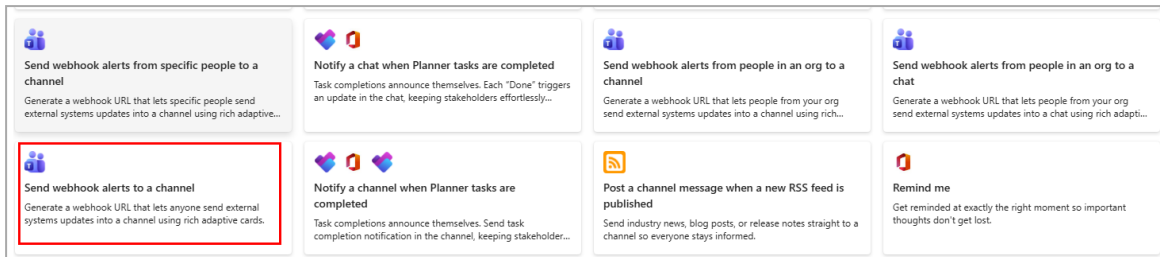 Send webhook alerts from specific people to a
channel
Generate a webhook URL that lets specific people send
external systems updates into a channel using rich adaptive...
Notify a chat when Planner tasks are completed
Task completions announce themselves. Each “Done” triggers
an update in the chat, keeping stakeholders effortlessly...
Send webhook alerts from people in an org to a
channel
Generate a webhook URL that lets people from your org
send external systems updates into a channel using rich...
Send webhook alerts from people in an org to a
chat
Generate a webhook URL that lets people from your org
send external systems updates into a chat using rich adapti...
Send webhook alerts to a channel
Generate a webhook URL that lets anyone send external
systems updates into a channel using rich adaptive cards.
Notify a channel when Planner tasks are
completed
Task completions announce themselves. Send task
completion notification in the channel, keeping stakeholder...
Post a channel message when a new RSS feed is
published
Send industry news, blog posts, or release notes straight to a
channel so everyone stays informed.
Remind me
Get reminded at exactly the right moment so important
thoughts don't get lost.